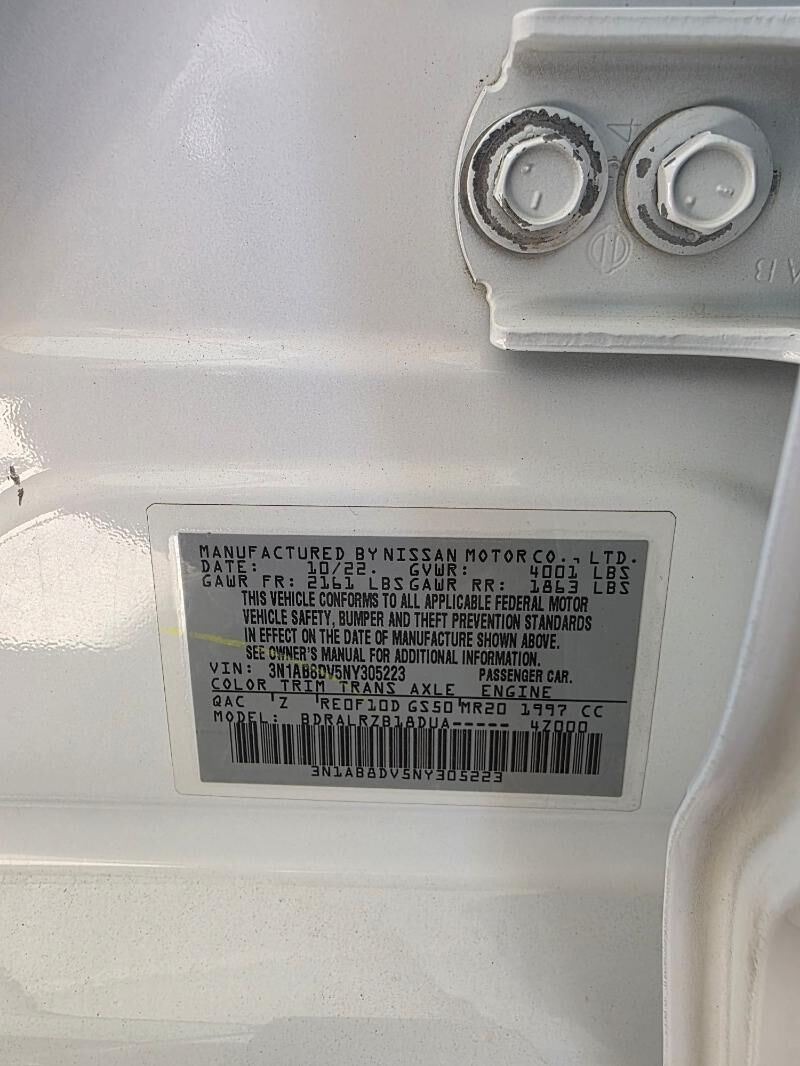 4
MANUFACTURED BY NISSAN MOTOR CO., LTD.
DATE: 10/22. GVWR: 4001 LBS
GAWR FR: 2161 LBS GAWR RR: 1863 LBS
THIS VEHICLE CONFORMS TO ALL APPLICABLE FEDERAL MOTOR
VEHICLE SAFETY, BUMPER AND THEFT PREVENTION STANDARDS
IN EFFECT ON THE DATE OF MANUFACTURE SHOWN ABOVE.
SEE OWNER'S MANUAL FOR ADDITIONAL INFORMATION.
VIN: 3N1AB8DV5NY305223 PASSENGER CAR.
COLOR TRIM TRANS AXLE ENGINE
QAC Z RE0F10D GS50 MR20 1997 CC
MODEL: BDRALRZB18DUA----- 4Z000
3N1AB8DV5NY305223